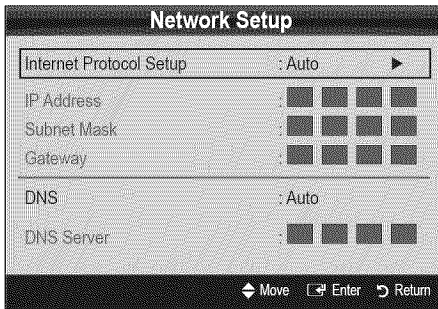 Network Setup
Internet Protocol Setup : Auto ▶
IP Address :
Subnet Mask :
Gateway :
DNS : Auto
DNS Server :
Move Enter Return